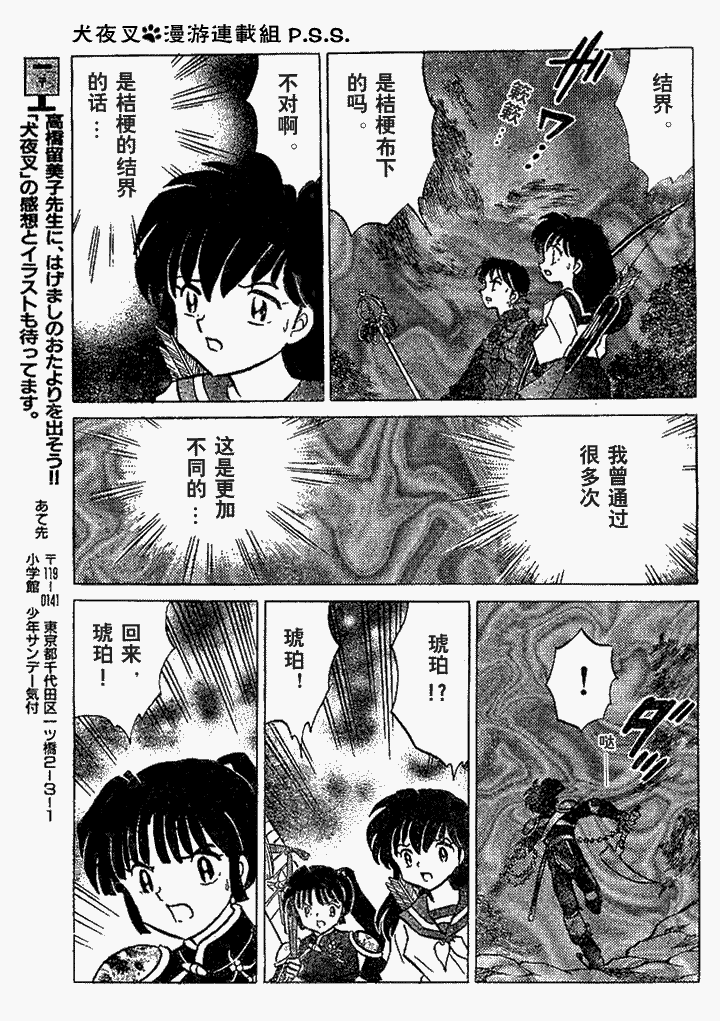 犬夜叉 漫游連載組 P.S.S.
结界。
簌簌…
ク…
是桔梗布下
的吗。
不对啊。
是桔梗的结界
的话…
我曾通过
很多次
这是更加
不同的…
！
哒
ダッ
琥珀!?
琥珀！
回来，
琥珀！
高橋留美子先生に、はげましのおたよりを出そう!!
「犬夜叉」の感想とイラストも待ってます。
あて先
〒119-0141 東京都千代田区一ツ橋2-3-1
小学館 少年サンデー気付